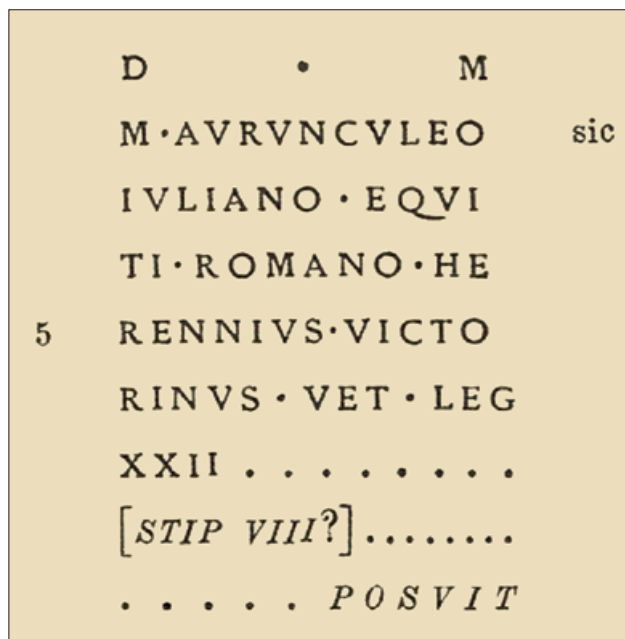 D • M
M • AVRVNCVLEO sic
IVLIANO • EQVI
TI • ROMANO • HE
5 RENNIVS • VICTO
RINVS • VET • LEG
XXII . . . . . . . .
[STIP VIII?] ........
. . . . . POSVIT